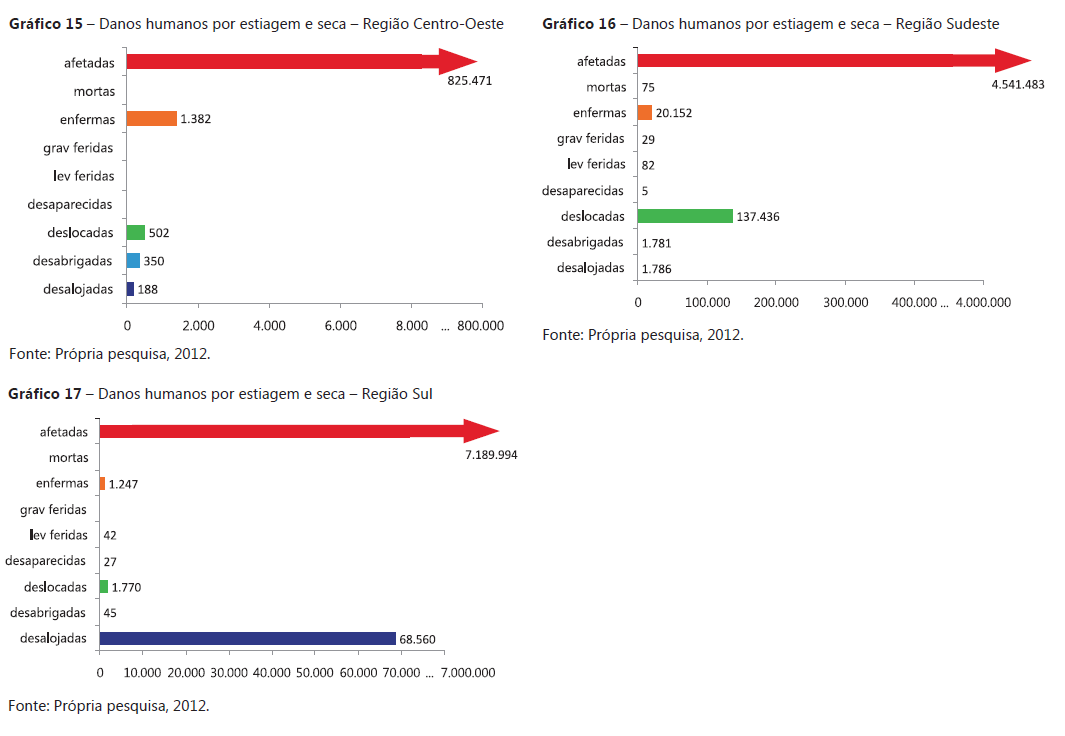 Gráfico 15 – Danos humanos por estiagem e seca – Região Centro-Oeste
afetadas
825.471
mortas
enfermas 1.382
grav feridas
lev feridas
desaparecidas
deslocadas 502
desabrigadas 350
desalojadas 188
0 2.000 4.000 6.000 8.000 ... 800.000
Fonte: Própria pesquisa, 2012.
Gráfico 16 – Danos humanos por estiagem e seca – Região Sudeste
afetadas
4.541.483
mortas 75
enfermas 20.152
grav feridas 29
lev feridas 82
desaparecidas 5
deslocadas 137.436
desabrigadas 1.781
desalojadas 1.786
0 100.000 200.000 300.000 400.000 ... 4.000.000
Fonte: Própria pesquisa, 2012.
Gráfico 17 – Danos humanos por estiagem e seca – Região Sul
afetadas
7.189.994
mortas
enfermas 1.247
grav feridas
lev feridas 42
desaparecidas 27
deslocadas 1.770
desabrigadas 45
desalojadas 68.560
0 10.000 20.000 30.000 40.000 50.000 60.000 70.000 ... 7.000.000
Fonte: Própria pesquisa, 2012.